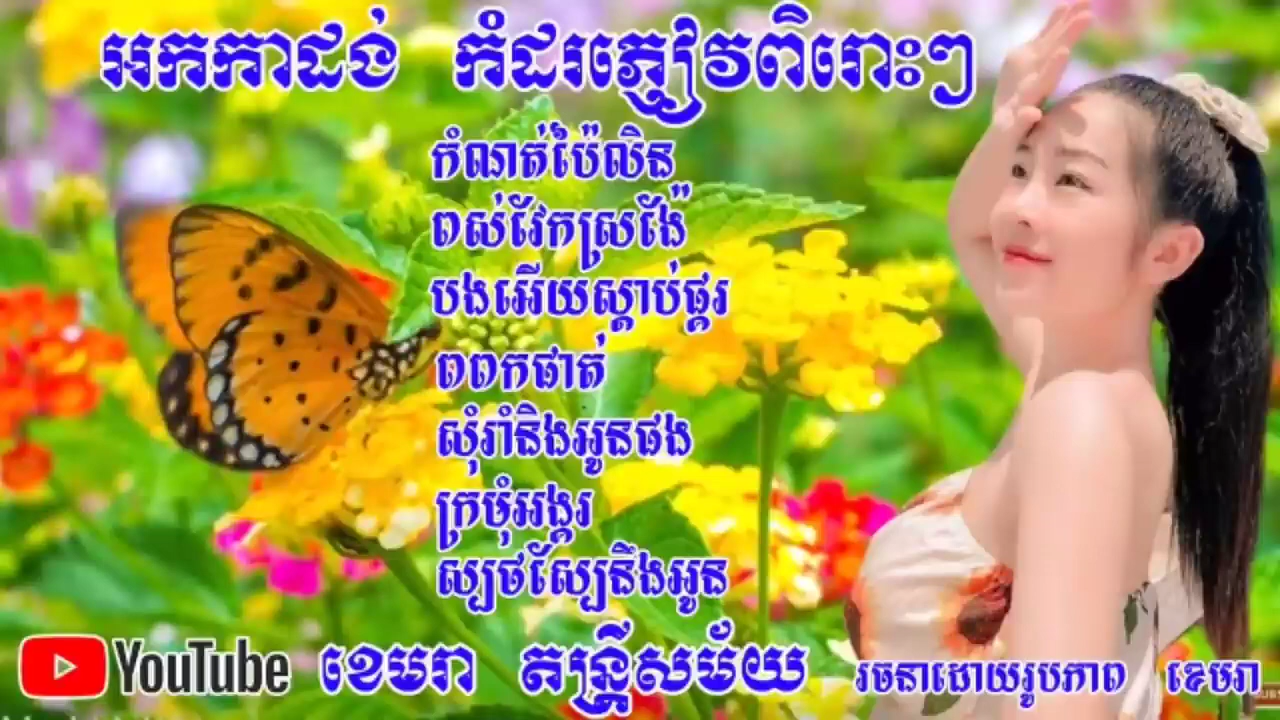 អកកាដង់ កំដរភ្ញៀវពិរោះៗ
កំណត់ប៉ៃលិន
ពស់វែកស្រង៉ែ
បងអើយស្ដាប់ផ្គរ
ពពកផាត់
សុំរាំនិងអូនផង
ក្រមុំអង្គរ
ស្បថស្បែនឹងអូន
YouTube ខេមរា តន្ត្រីសម័យ រចនាដោយរូបភាព ខេមរា